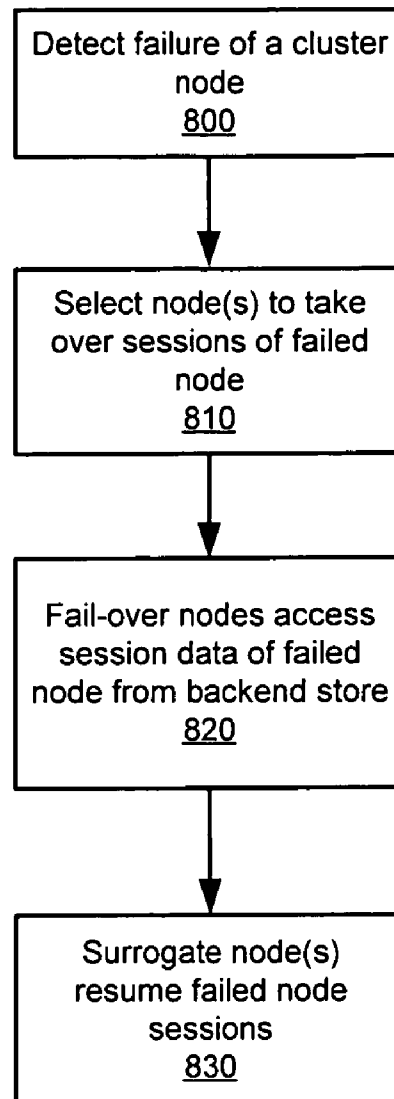 Detect failure of a cluster
node
800
Select node(s) to take
over sessions of failed
node
810
Fail-over nodes access
session data of failed
node from backend store
820
Surrogate node(s)
resume failed node
sessions
830